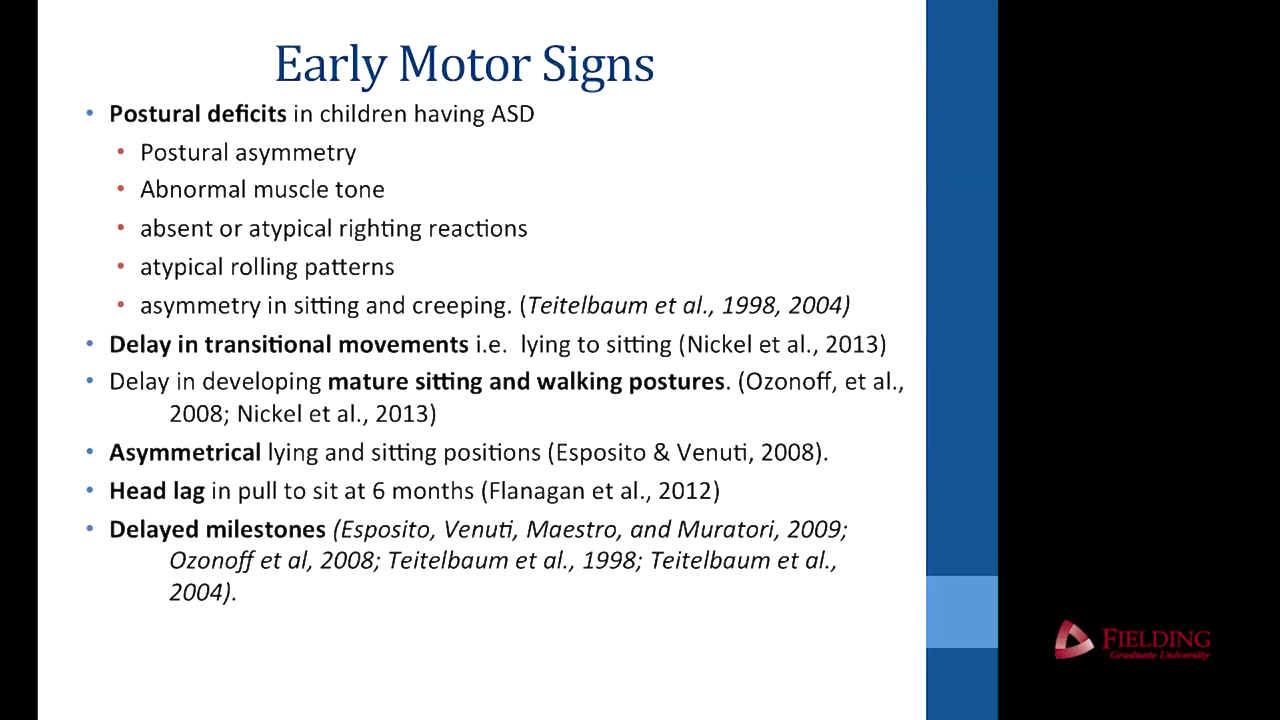 Early Motor Signs
• Postural deficits in children having ASD
• Postural asymmetry
• Abnormal muscle tone
• absent or atypical righting reactions
• atypical rolling patterns
• asymmetry in sitting and creeping. (Teitelbaum et al., 1998, 2004)
• Delay in transitional movements i.e. lying to sitting (Nickel et al., 2013)
• Delay in developing mature sitting and walking postures. (Ozonoff, et al.,
2008; Nickel et al., 2013)
• Asymmetrical lying and sitting positions (Esposito & Venuti, 2008).
• Head lag in pull to sit at 6 months (Flanagan et al., 2012)
• Delayed milestones (Esposito, Venuti, Maestro, and Muratori, 2009;
Ozonoff et al, 2008; Teitelbaum et al., 1998; Teitelbaum et al.,
2004).
FIELDING
Graduate University